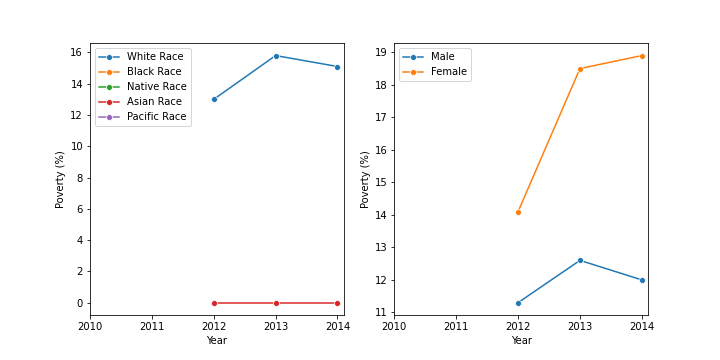 16
14
12
10
8
6
4
2
0
Poverty (%)
White Race
Black Race
Native Race
Asian Race
Pacific Race
2010 2011 2012 2013 2014
Year
19
18
17
16
15
14
13
12
11
Poverty (%)
Male
Female
2010 2011 2012 2013 2014
Year